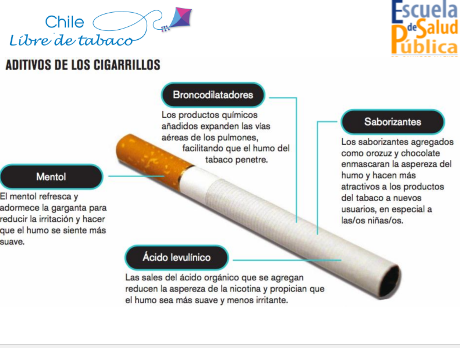 Chile
Libre de tabaco
Escuela
de Salud
Pública
ADITIVOS DE LOS CIGARRILLOS
Broncodilatadores
Los productos químicos
añadidos expanden las vías
aéreas de los pulmones,
facilitando que el humo del
tabaco penetre.
Saborizantes
Los saborizantes agregados
como orozuz y chocolate
enmascaran la aspereza del
humo y hacen más
atractivos a los productos
del tabaco a nuevos
usuarios, en especial a
las/os niñas/os.
Mentol
El mentol refresca y
adormece la garganta para
reducir la irritación y hacer
que el humo se siente más
suave.
Ácido levulínico
Las sales del ácido orgánico que se agregan
reducen la aspereza de la nicotina y propician que
el humo sea más suave y menos irritante.